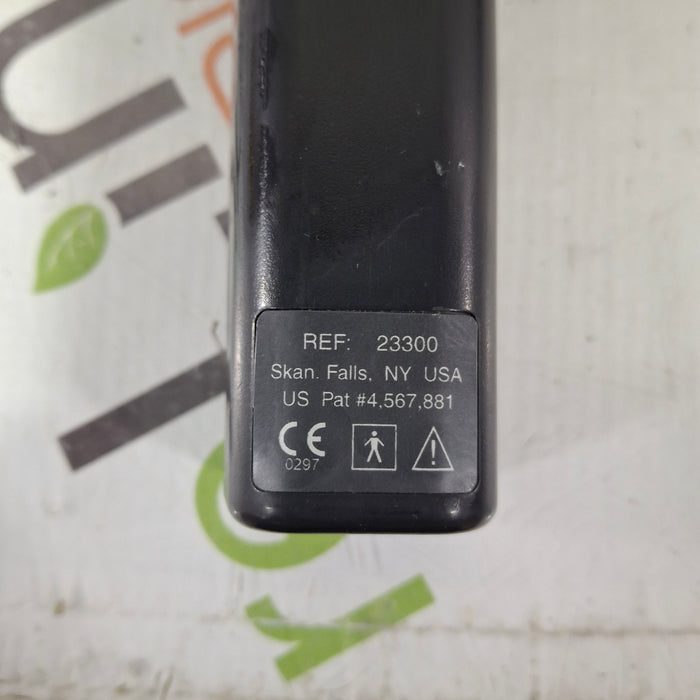 REF: 23300
Skan. Falls, NY USA
US Pat #4,567,881
CE
0297